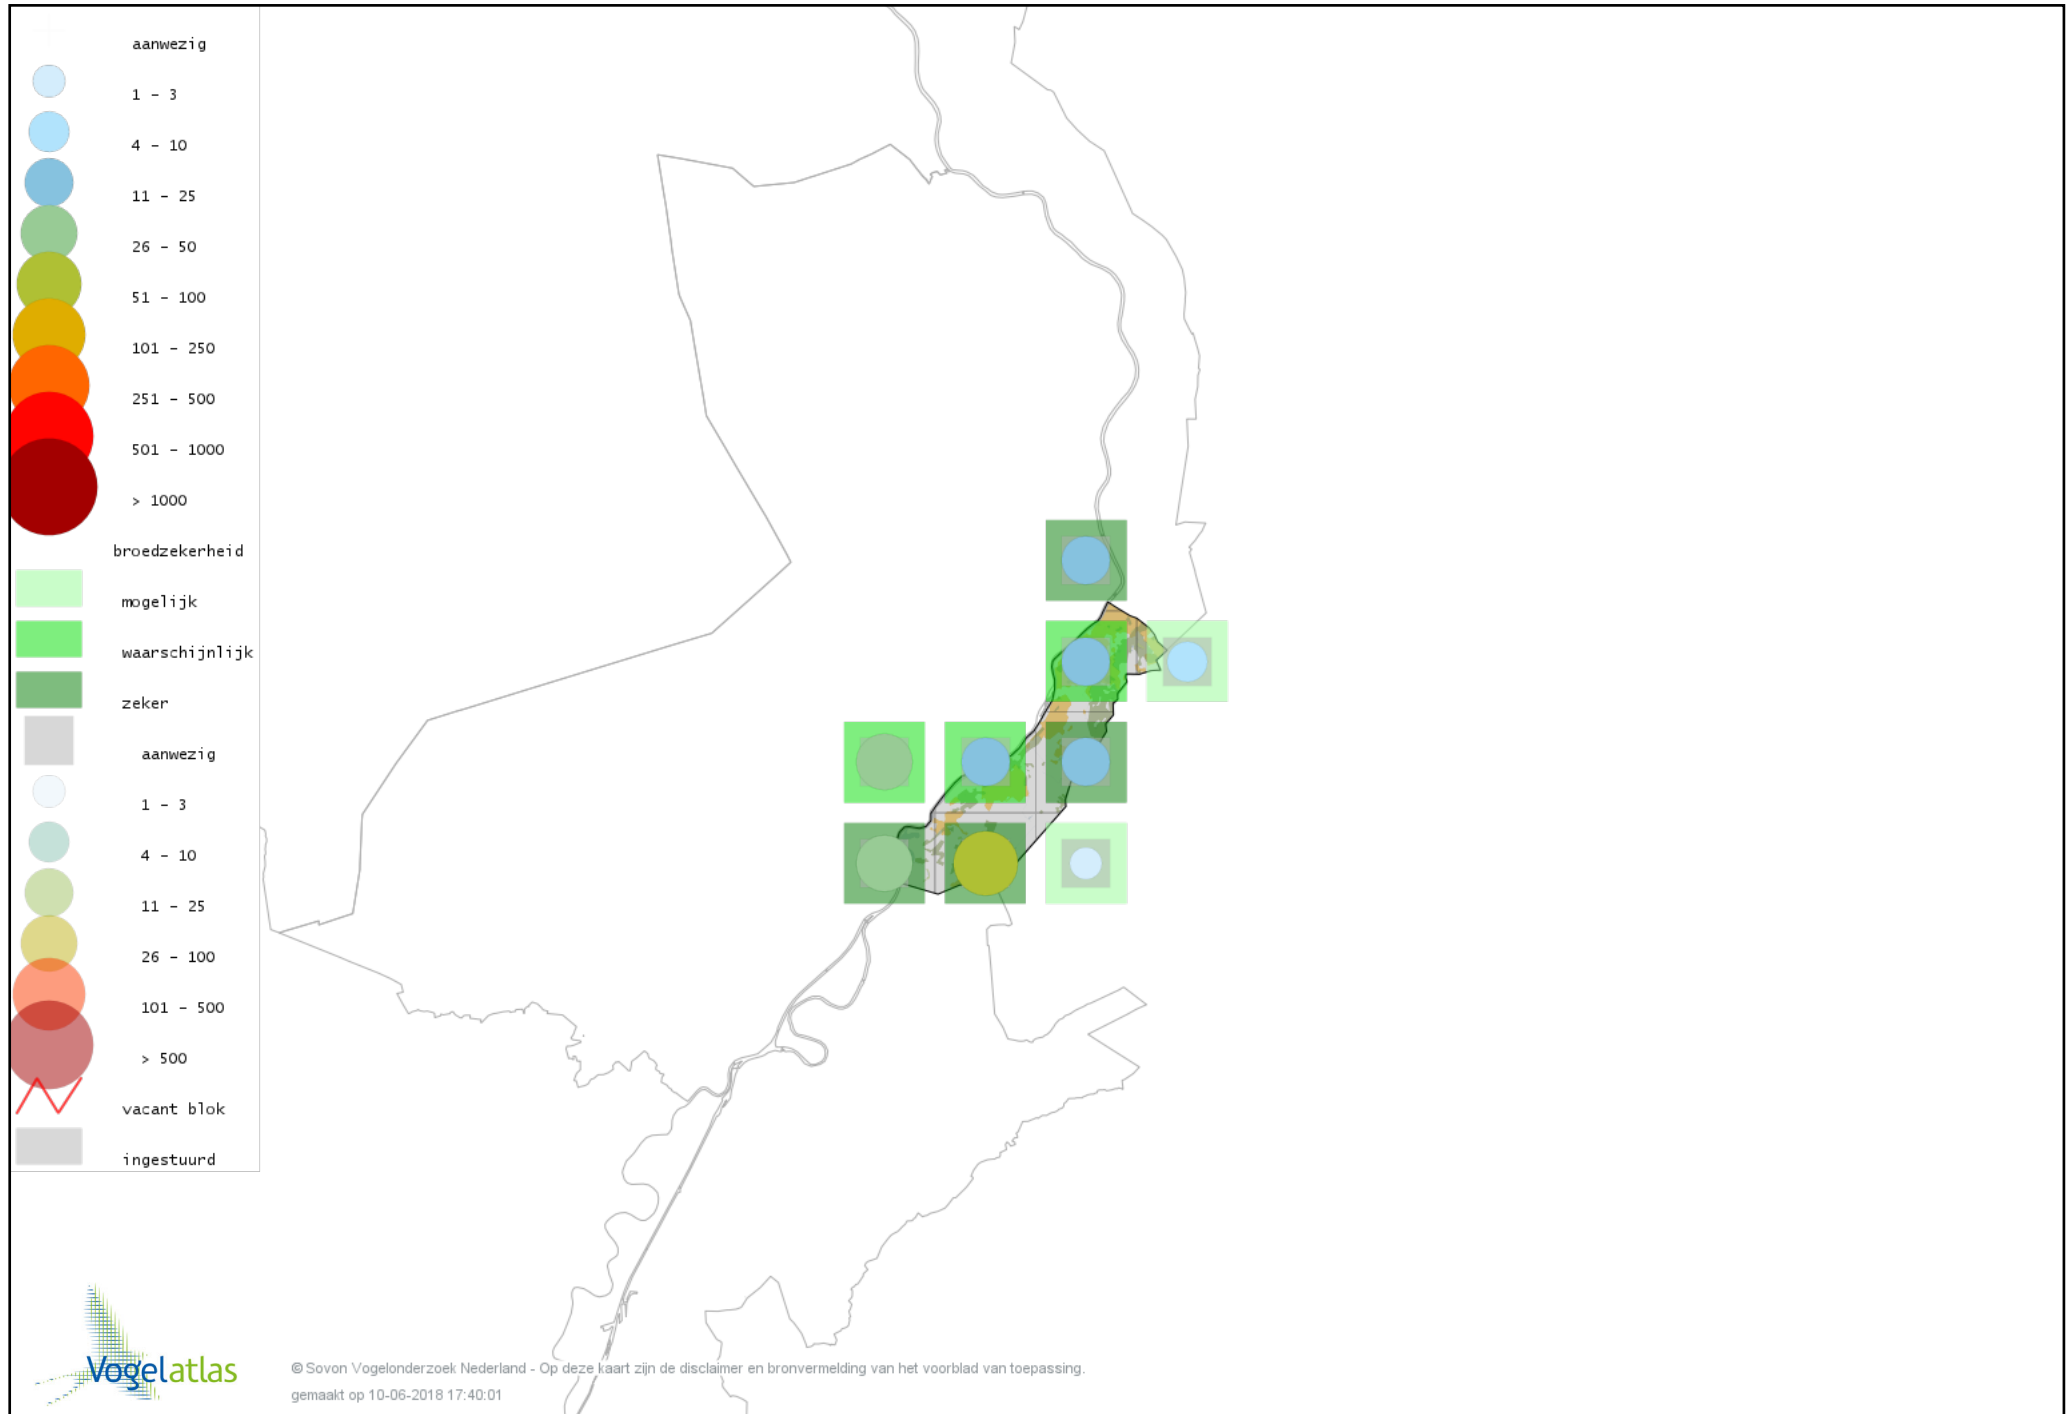 aanwezig
1 - 3
4 - 10
11 - 25
26 - 50
51 - 100
101 - 250
251 - 500
501 - 1000
> 1000
broedzekerheid
mogelijk
waarschijnlijk
zeker
aanwezig
1 - 3
4 - 10
11 - 25
26 - 100
101 - 500
> 500
vacant blok
ingestuurd
Vogelatlas
© Sovon Vogelonderzoek Nederland - Op deze kaart zijn de disclaimer en bronvermelding van het voorblad van toepassing.
gemaakt op 10-06-2018 17:40:01